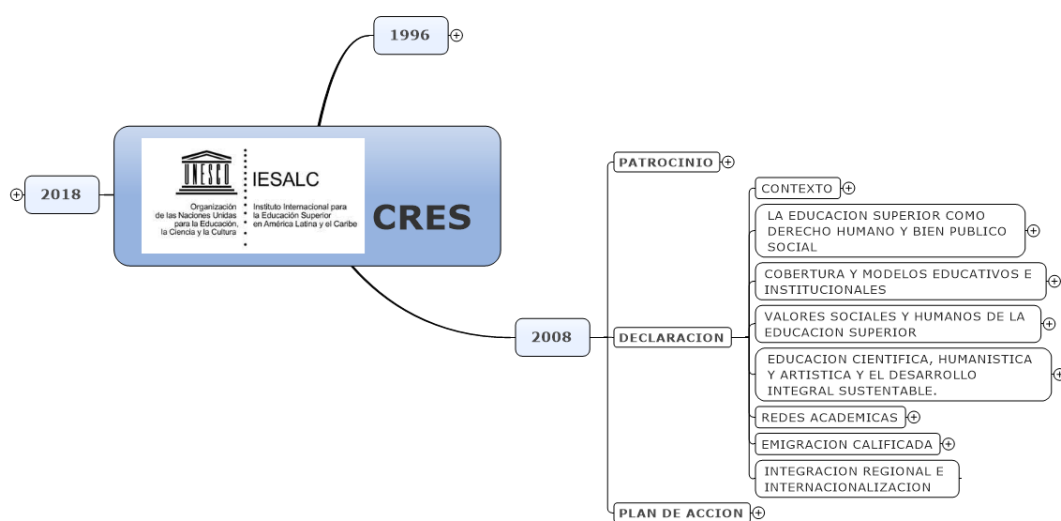 1996
2018
UNESCO
IESALC
Organización
de las Naciones Unidas
para la Educación,
la Ciencia y la Cultura
Instituto Internacional para
la Educación Superior
en América Latina y el Caribe
CRES
2008
PATROCINIO
DECLARACION
CONTEXTO
LA EDUCACION SUPERIOR COMO
DERECHO HUMANO Y BIEN PUBLICO
SOCIAL
COBERTURA Y MODELOS EDUCATIVOS E
INSTITUCIONALES
VALORES SOCIALES Y HUMANOS DE LA
EDUCACION SUPERIOR
EDUCACION CIENTIFICA, HUMANISTICA
Y ARTISTICA Y EL DESARROLLO
INTEGRAL SUSTENTABLE.
REDES ACADEMICAS
EMIGRACION CALIFICADA
INTEGRACION REGIONAL E
INTERNACIONALIZACION
PLAN DE ACCION